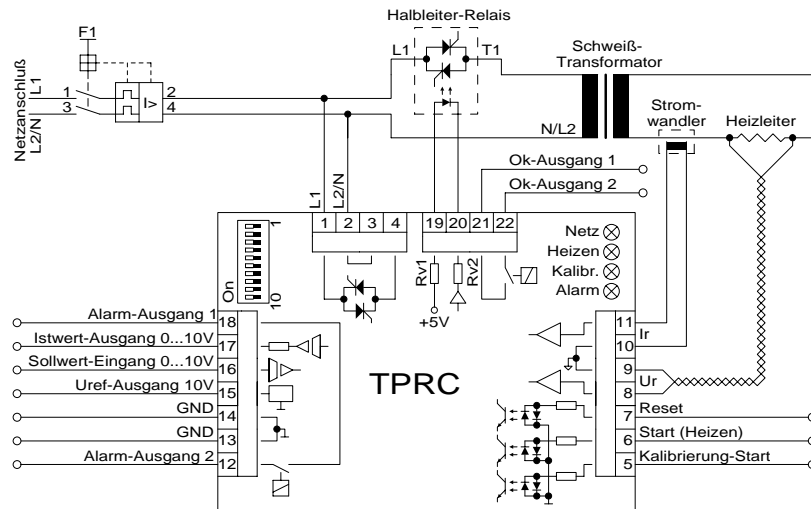 F1
Netzanschluß
L1
L2/N
1
3
I>
2
4
Halbleiter-Relais
L1
T1
Schweiß-
Transformator
N/L2
Strom-
wandler
Heizleiter
Ok-Ausgang 1
Ok-Ausgang 2
L1
L2/N
1
10
On
1 2 3 4
19 20 21 22
Rv1
Rv2
+5V
Netz
Heizen
Kalibr.
Alarm
TPRC
Alarm-Ausgang 1
18
Istwert-Ausgang 0...10V
17
Sollwert-Eingang 0...10V
16
Uref-Ausgang 10V
15
GND
14
GND
13
Alarm-Ausgang 2
12
11
Ir
10
9
Ur
8
7
Reset
6
Start (Heizen)
5
Kalibrierung-Start